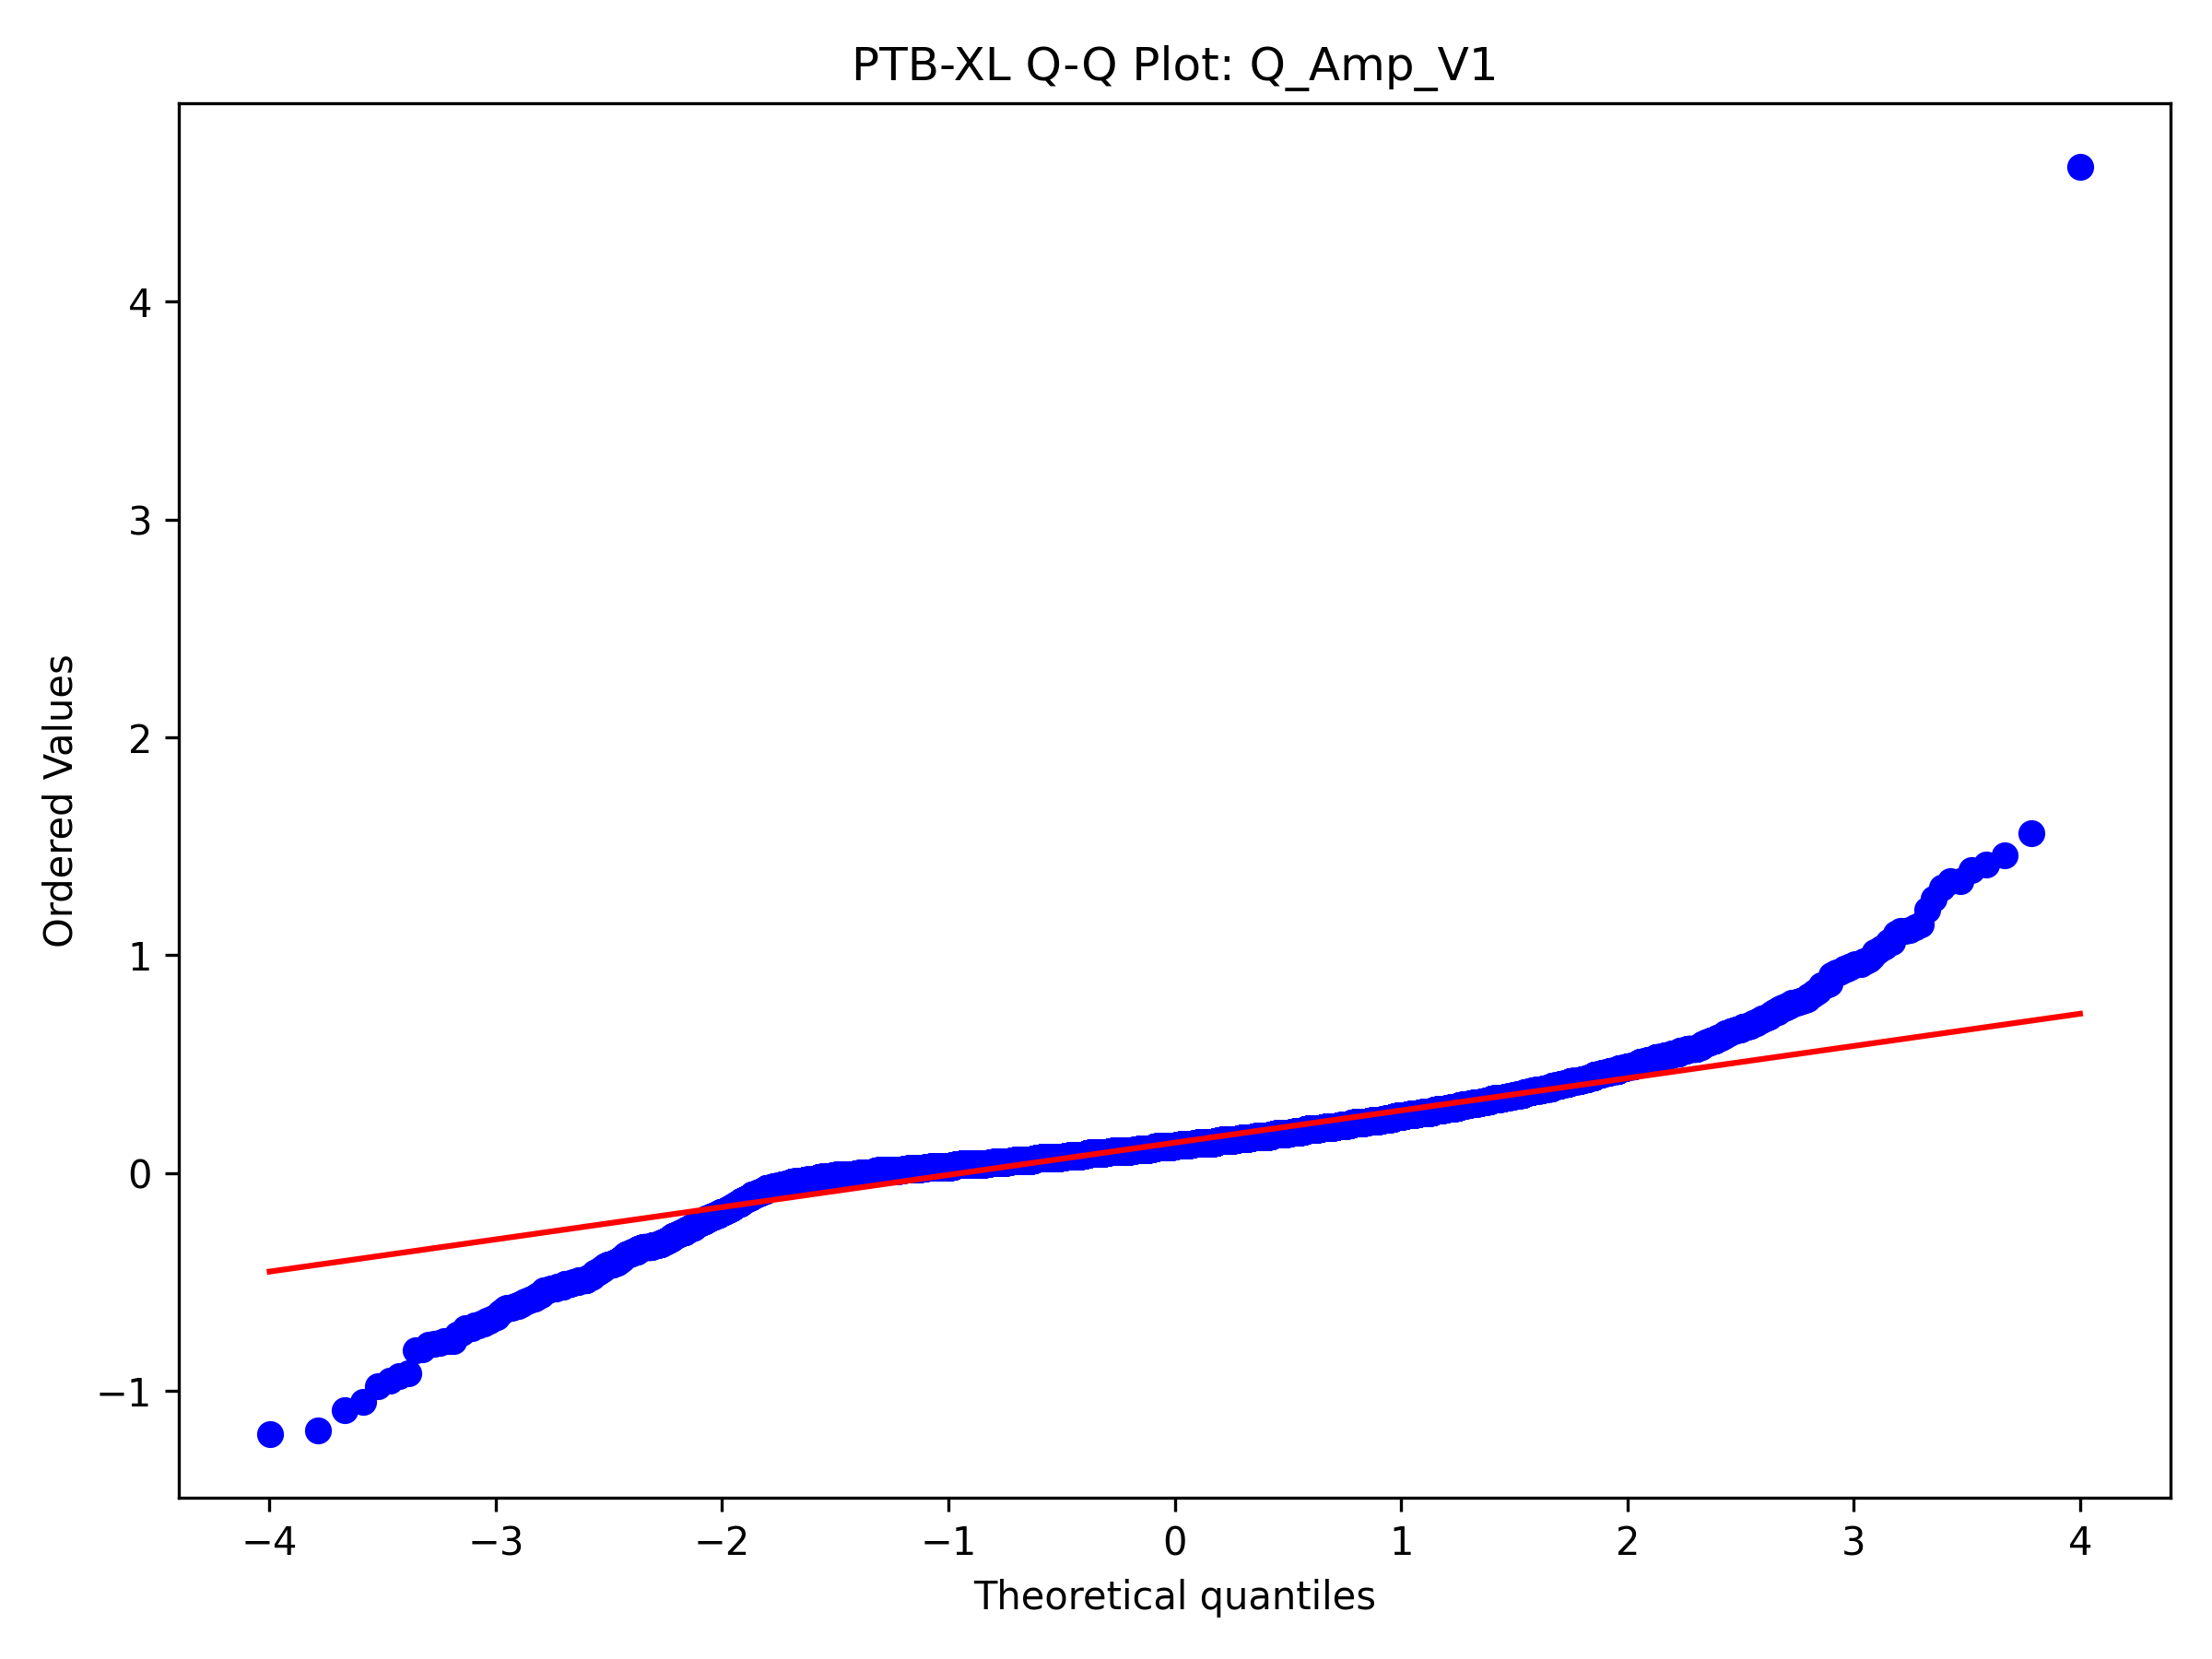 PTB-XL Q-Q Plot: Q_Amp_V1
4
3
2
1
0
−1
Ordered Values
−4 −3 −2 −1 0 1 2 3 4
Theoretical quantiles